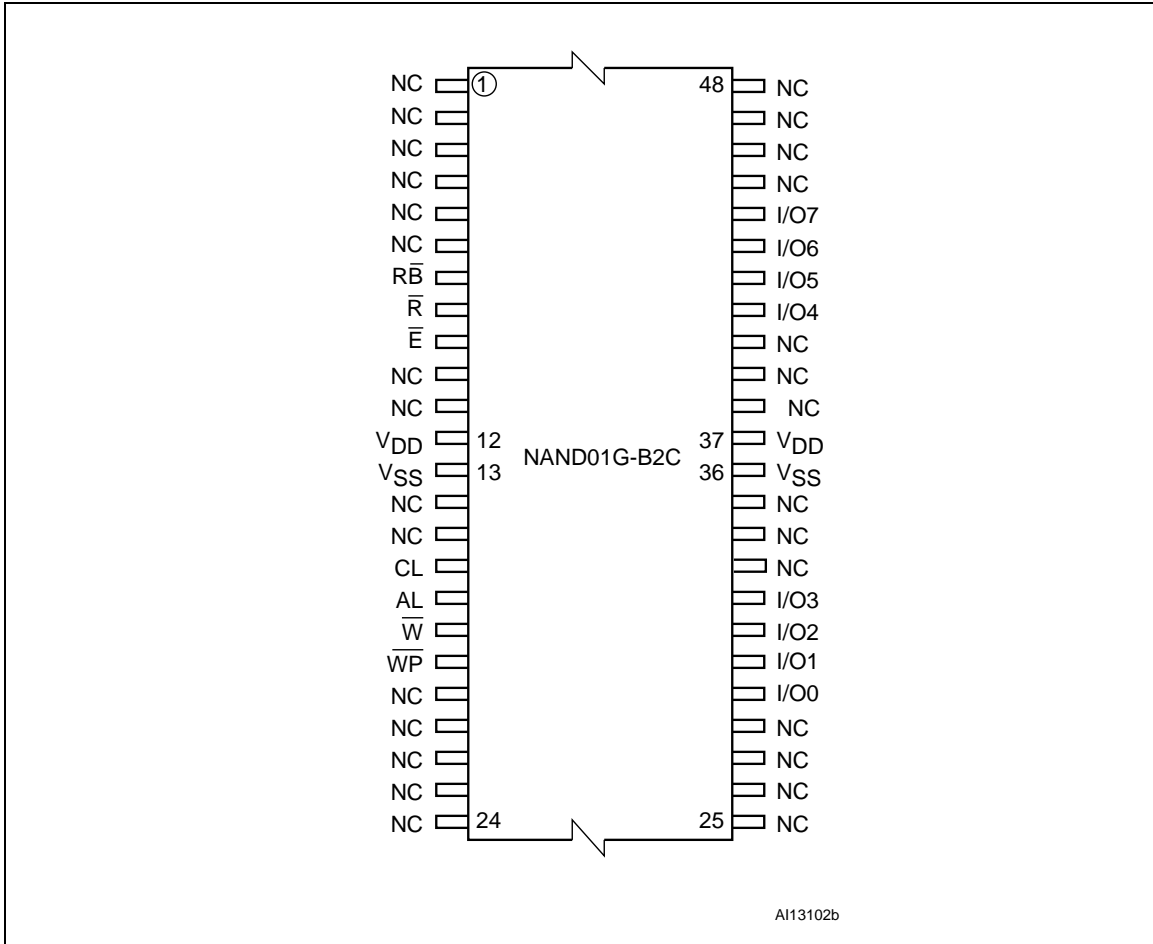 NC ① 48 NC
NC NC
NC NC
NC NC
NC I/O7
NC I/O6
RB̅ I/O5
R̅ I/O4
E̅ NC
NC NC
NC NC
VDD 12 37 VDD
NAND01G-B2C
VSS 13 36 VSS
NC NC
NC NC
CL NC
AL I/O3
W̅ I/O2
W̅P̅ I/O1
NC I/O0
NC NC
NC NC
NC NC
NC 24 25 NC
AI13102b